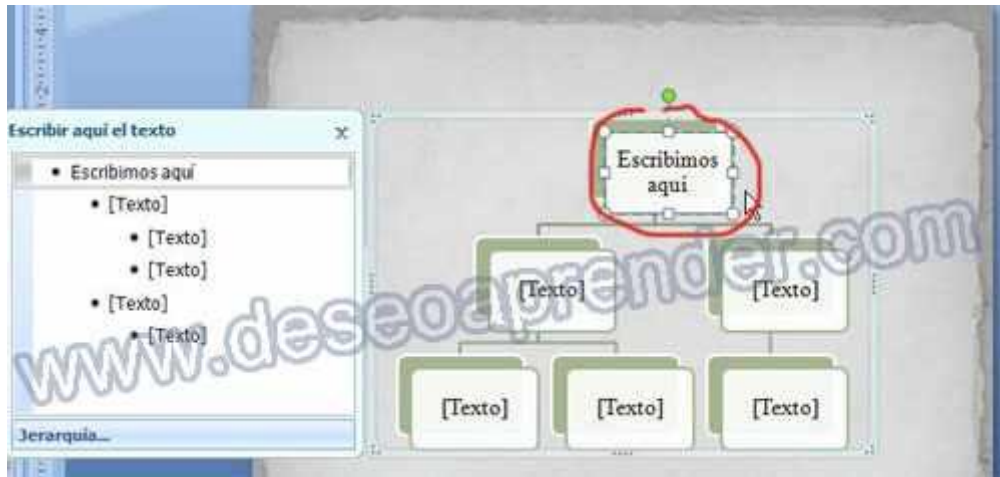 Escribir aquí el texto x
• Escribimos aquí
• [Texto]
• [Texto]
• [Texto]
• [Texto]
• [Texto]
Jerarquía...
Escribimos
aquí
[Texto] [Texto]
[Texto] [Texto] [Texto]
www.deseoaprender.com